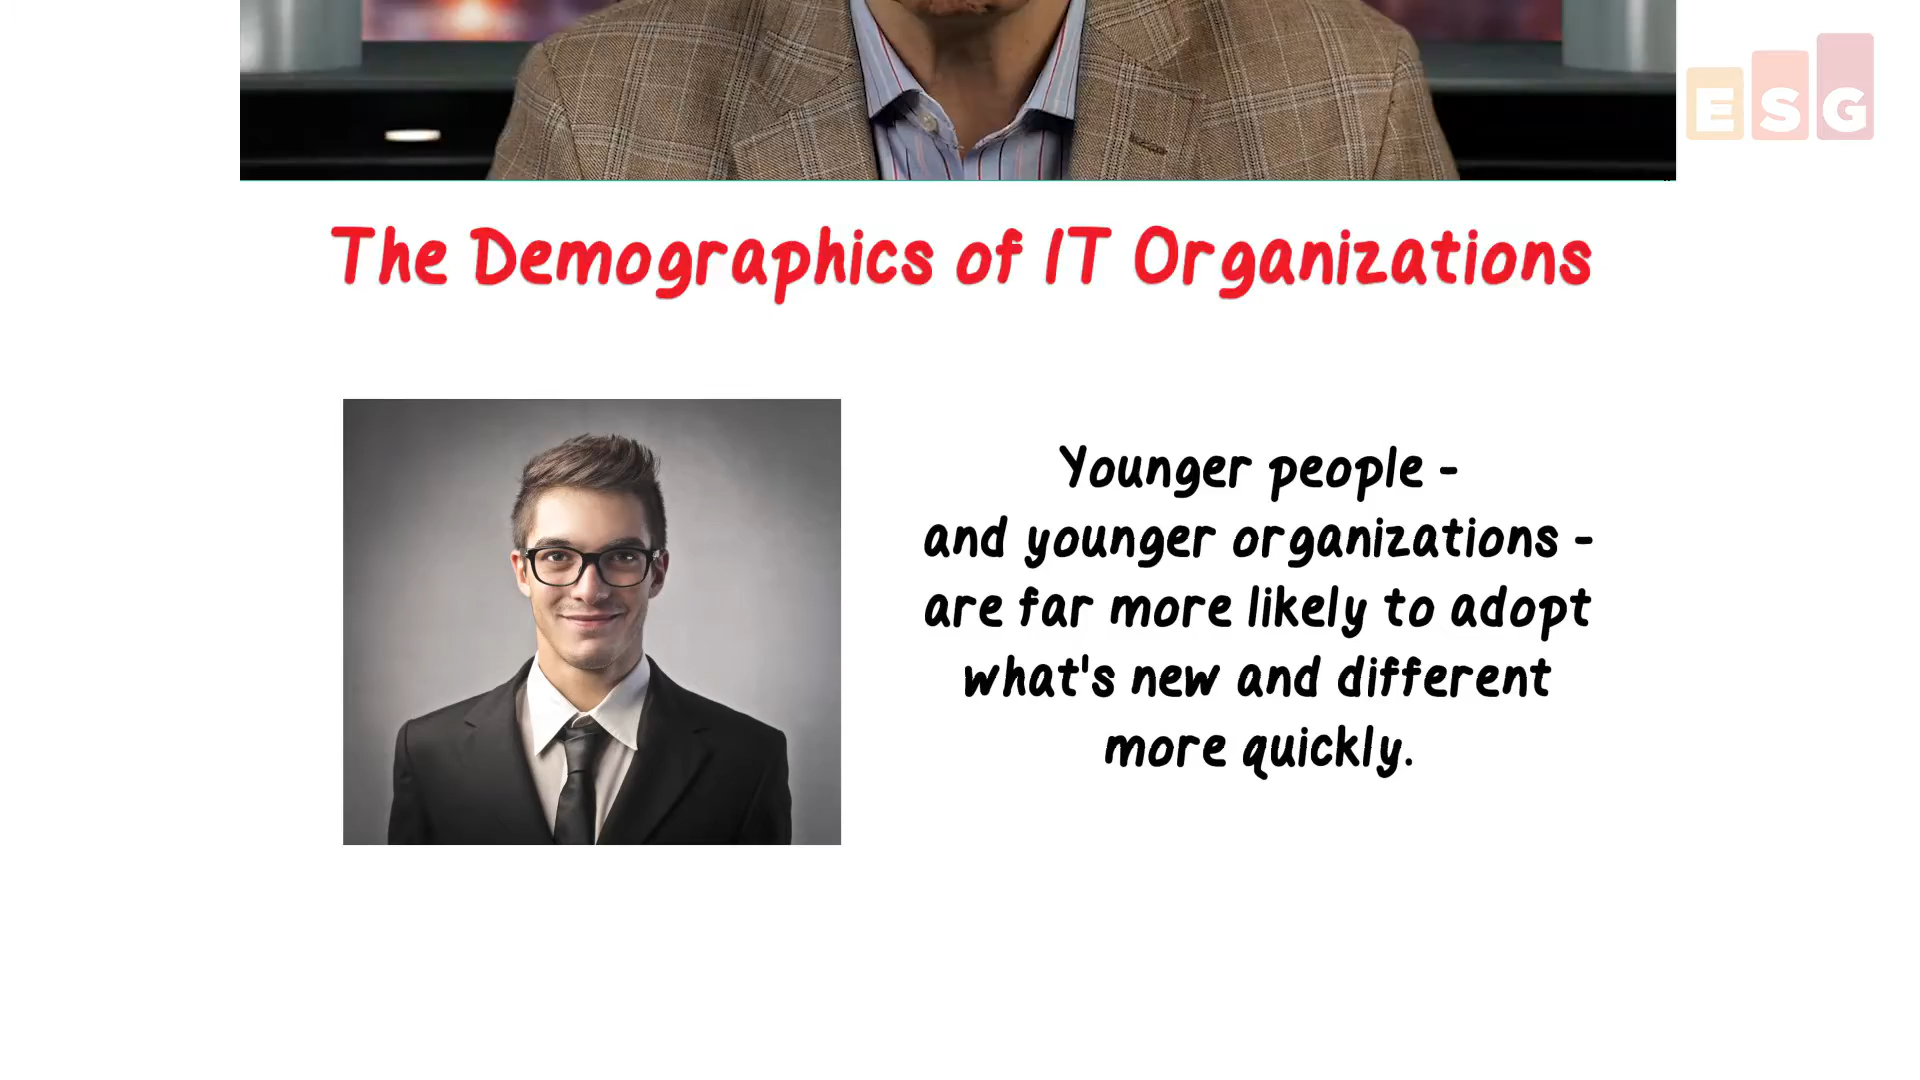 ESG
The Demographics of IT Organizations
Younger people -
and younger organizations -
are far more likely to adopt
what's new and different
more quickly.